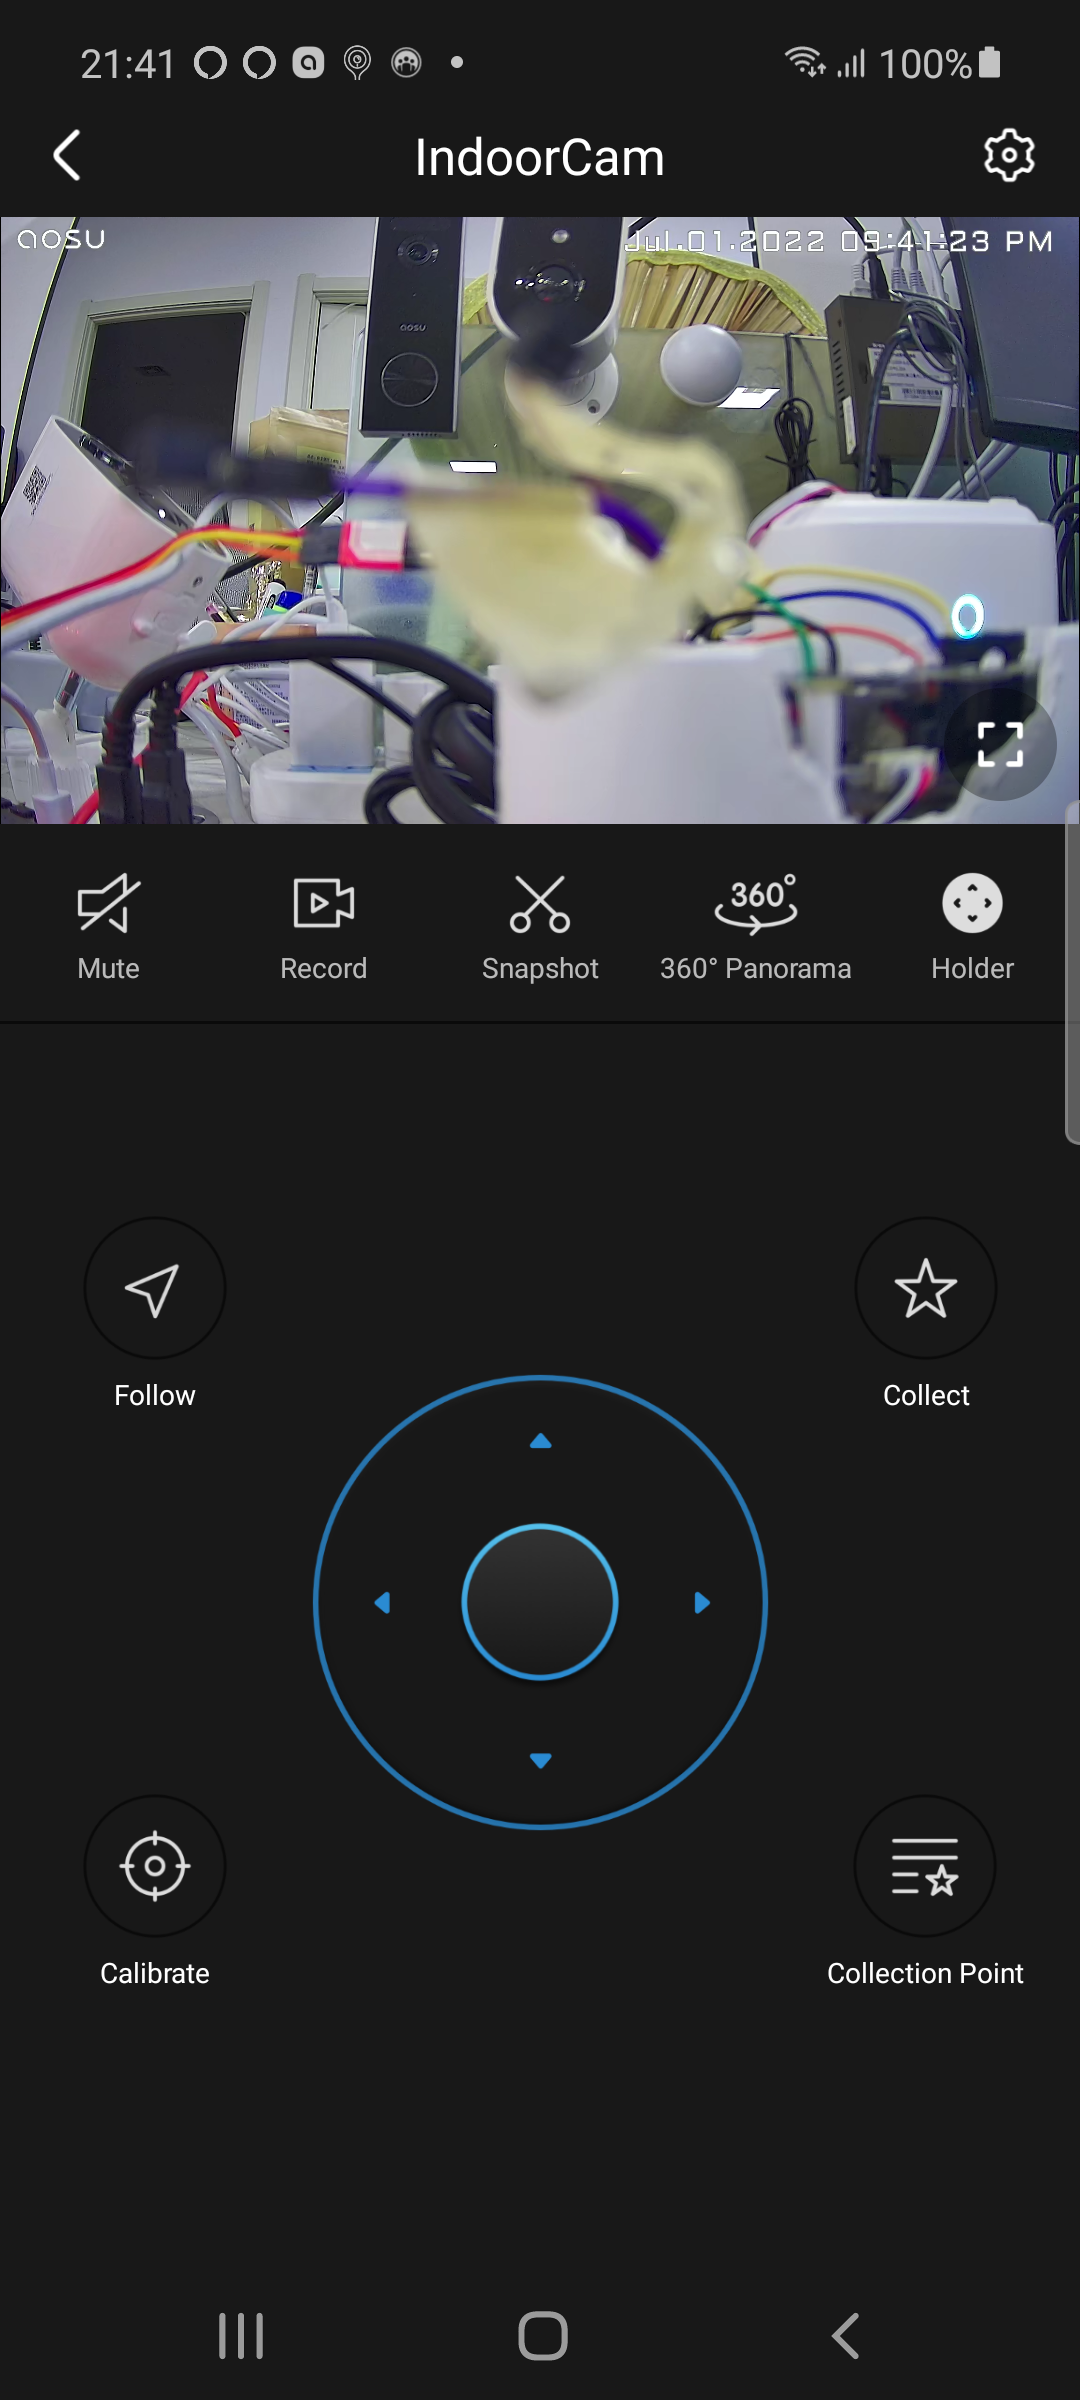 21:41
100%
IndoorCam
aosu
Jul.01.2022 09:41:23 PM
aosu
Mute
Record
Snapshot
360°
360° Panorama
Holder
Follow
Collect
Calibrate
Collection Point